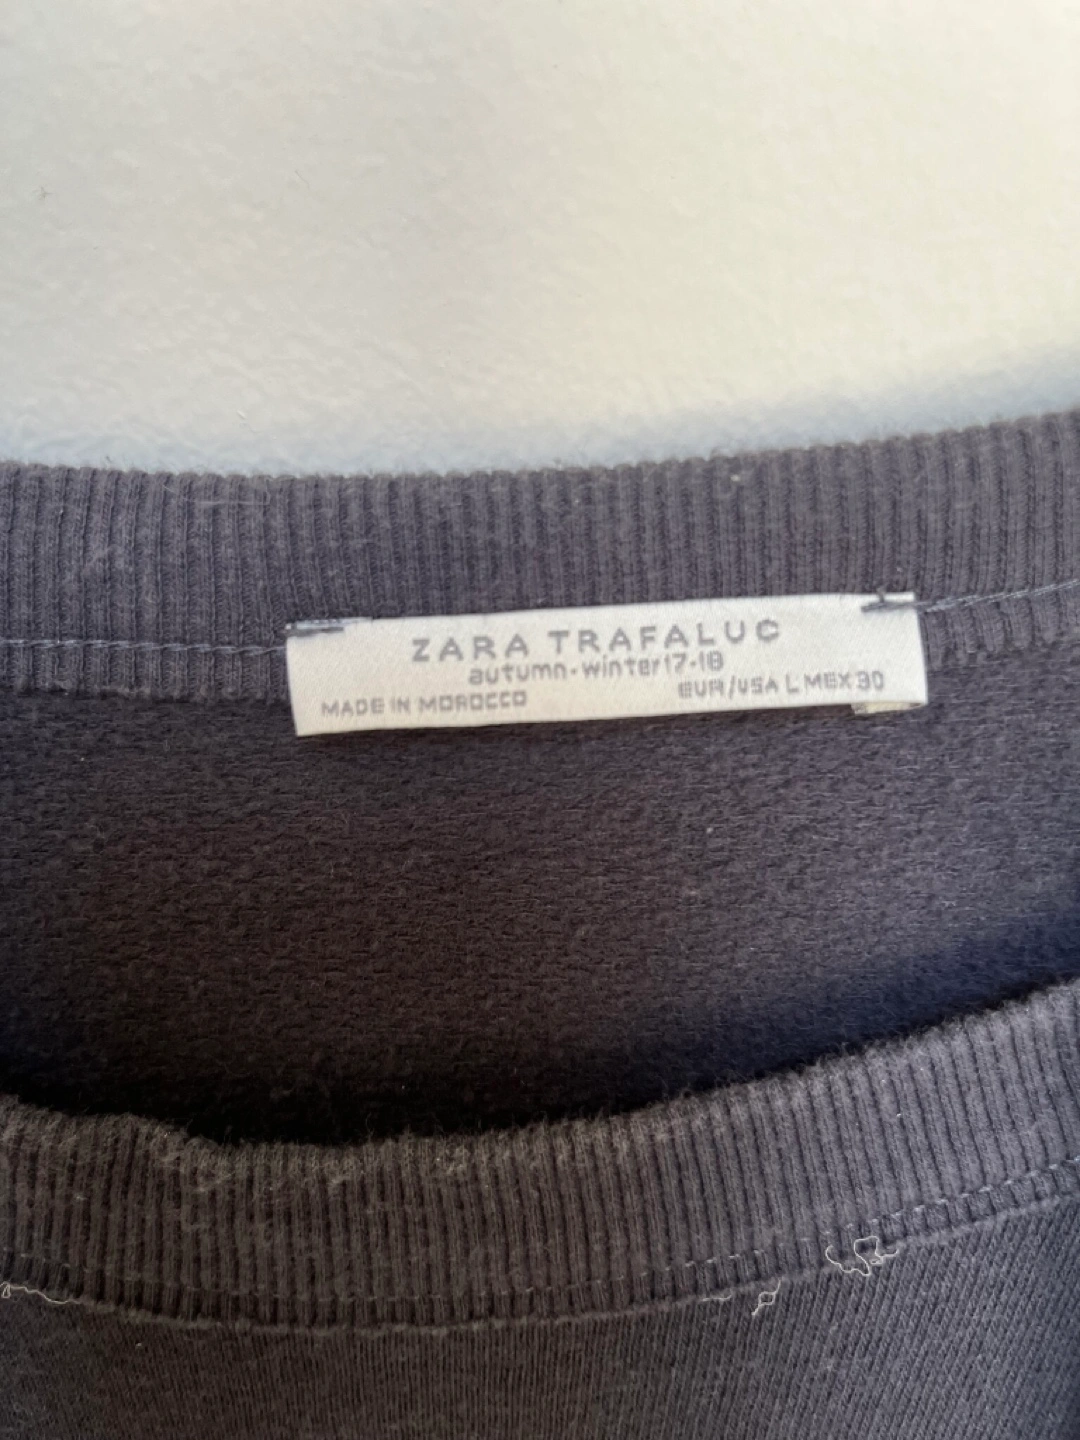 ZARA TRAFALUC
autumn-winter17-18
MADE IN MOROCCO
EUR/USA L MEX 30